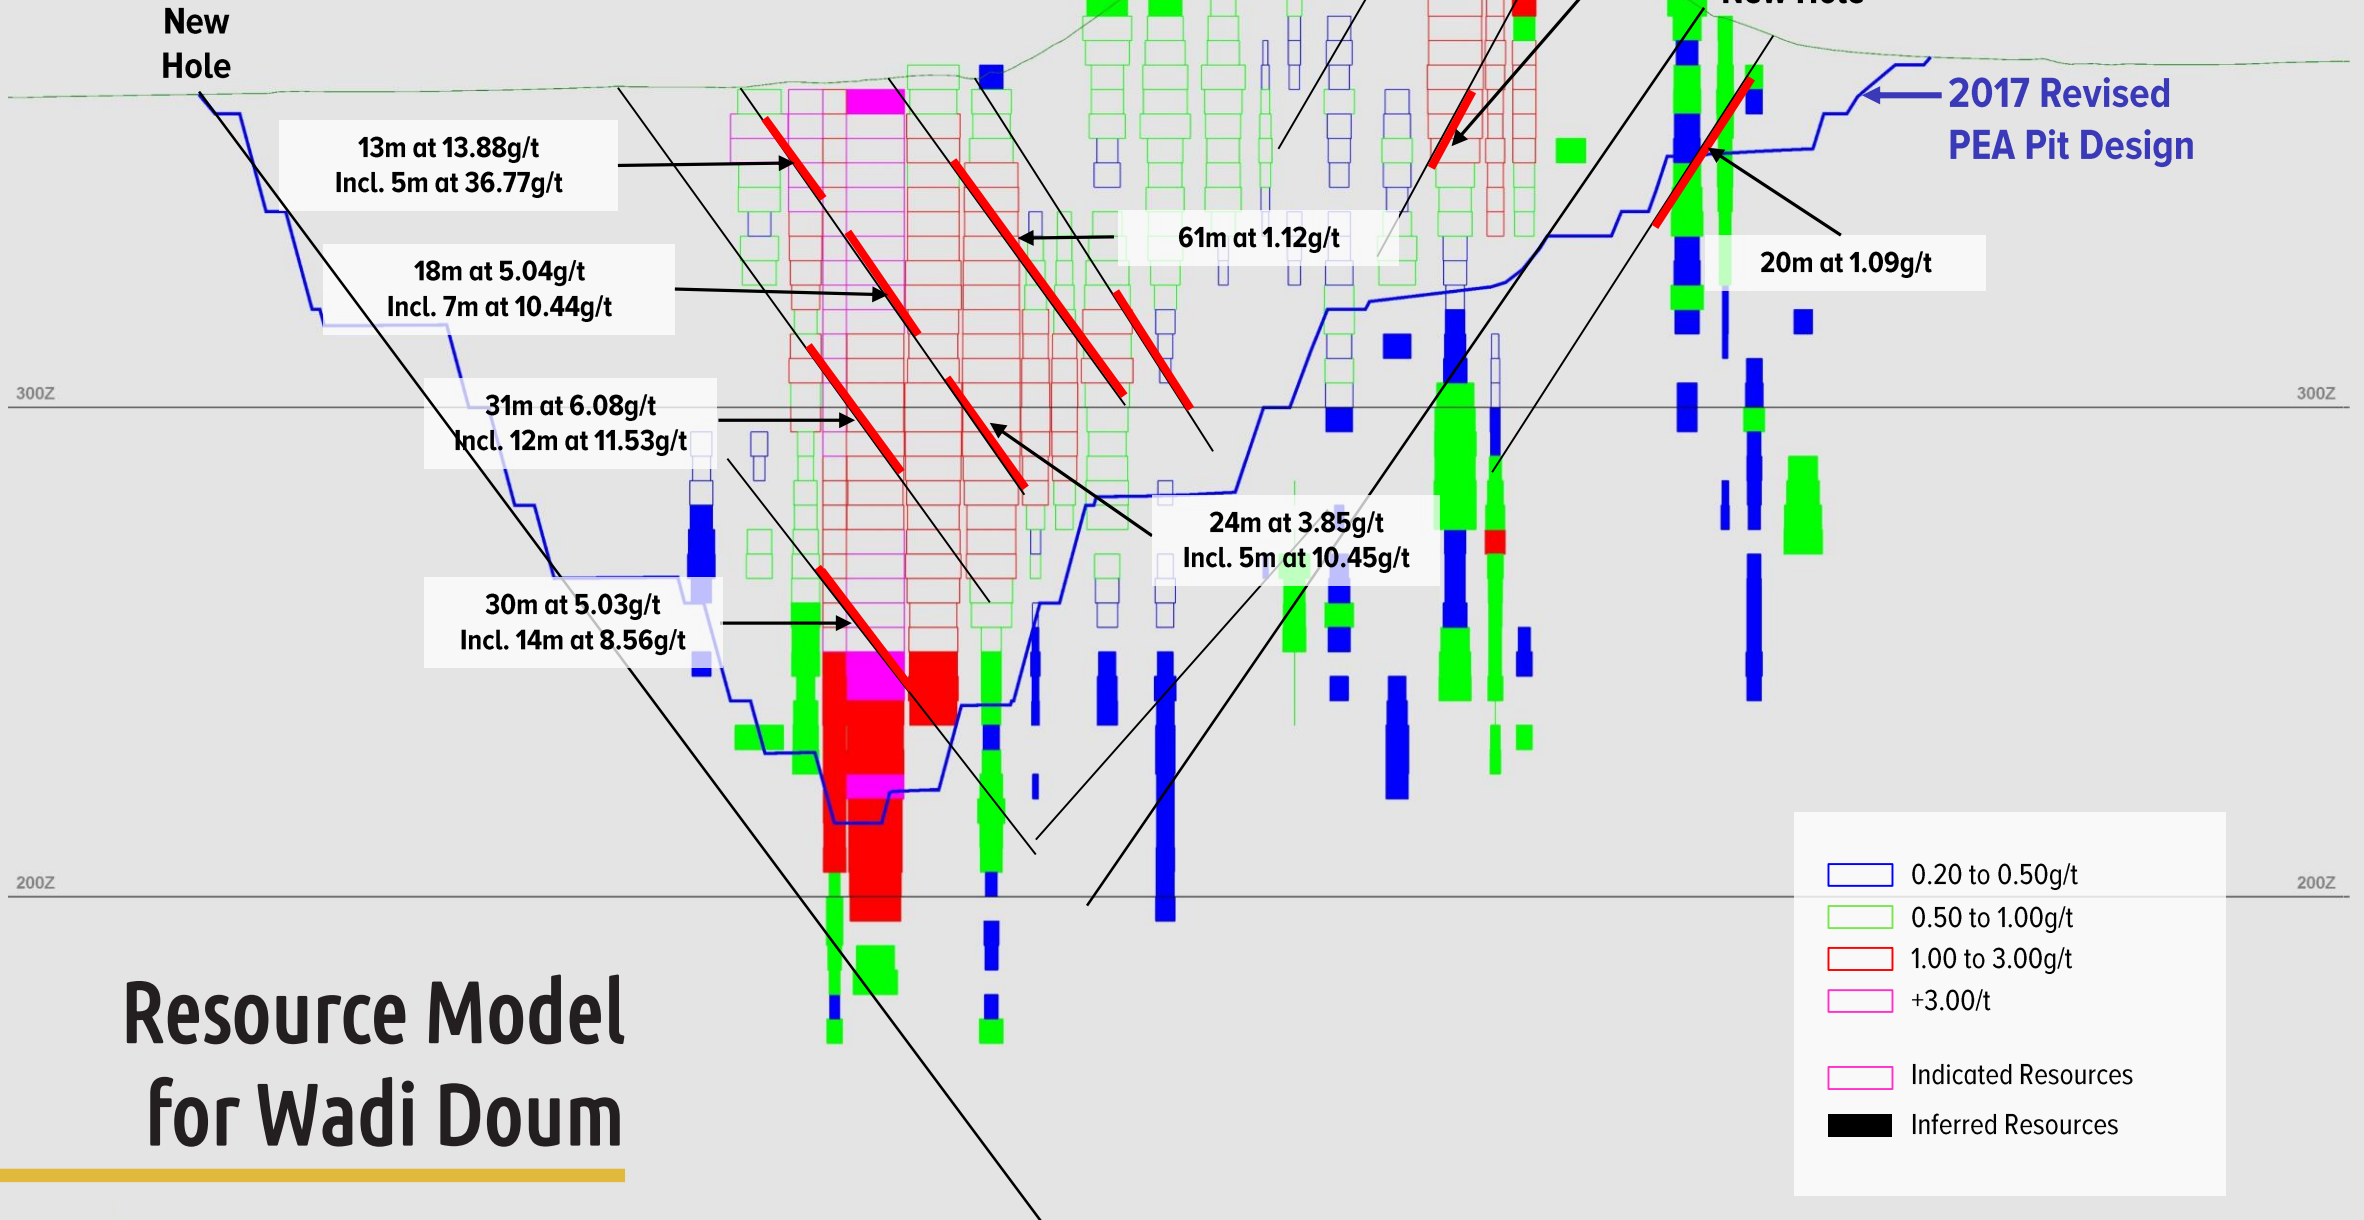 New Hole
New
Hole
2017 Revised
PEA Pit Design
13m at 13.88g/t
Incl. 5m at 36.77g/t
61m at 1.12g/t
20m at 1.09g/t
18m at 5.04g/t
Incl. 7m at 10.44g/t
300Z
300Z
31m at 6.08g/t
Incl. 12m at 11.53g/t
24m at 3.85g/t
Incl. 5m at 10.45g/t
30m at 5.03g/t
Incl. 14m at 8.56g/t
200Z
200Z
0.20 to 0.50g/t
0.50 to 1.00g/t
1.00 to 3.00g/t
+3.00/t
Indicated Resources
Inferred Resources
Resource Model
for Wadi Doum